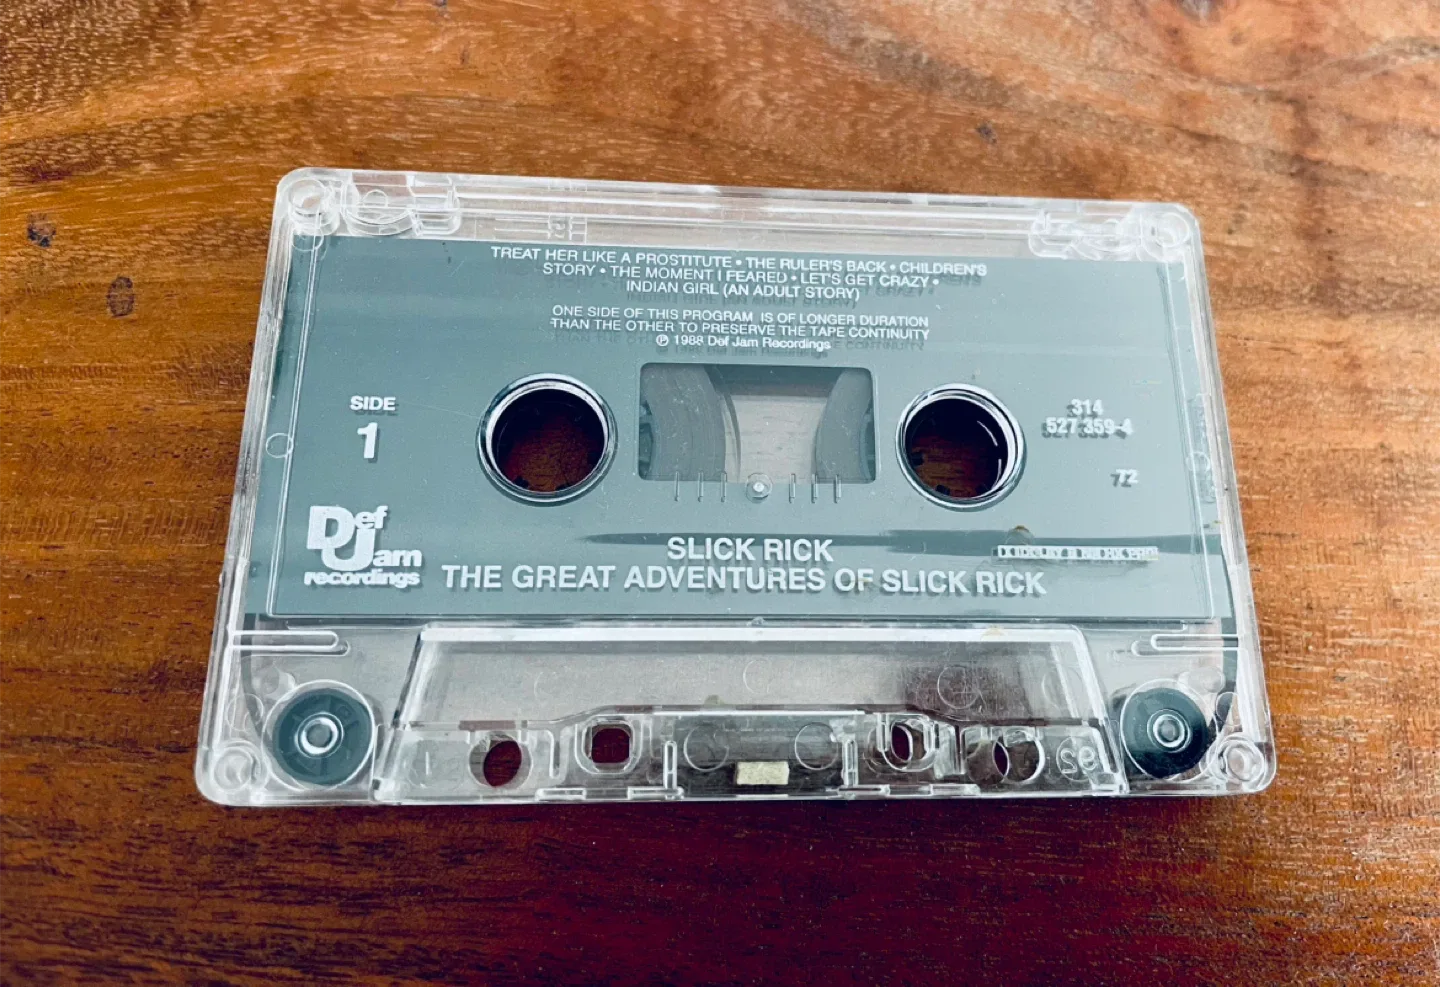 TREAT HER LIKE A PROSTITUTE • THE RULER'S BACK • CHILDREN'S
STORY • THE MOMENT I FEARED • LET'S GET CRAZY •
INDIAN GIRL (AN ADULT STORY)
ONE SIDE OF THIS PROGRAM IS OF LONGER DURATION
THAN THE OTHER TO PRESERVE THE TAPE CONTINUITY
℗ 1988 Def Jam Recordings
SIDE
1
314
527 359-4
72
Def
Jam
recordings
SLICK RICK
THE GREAT ADVENTURES OF SLICK RICK